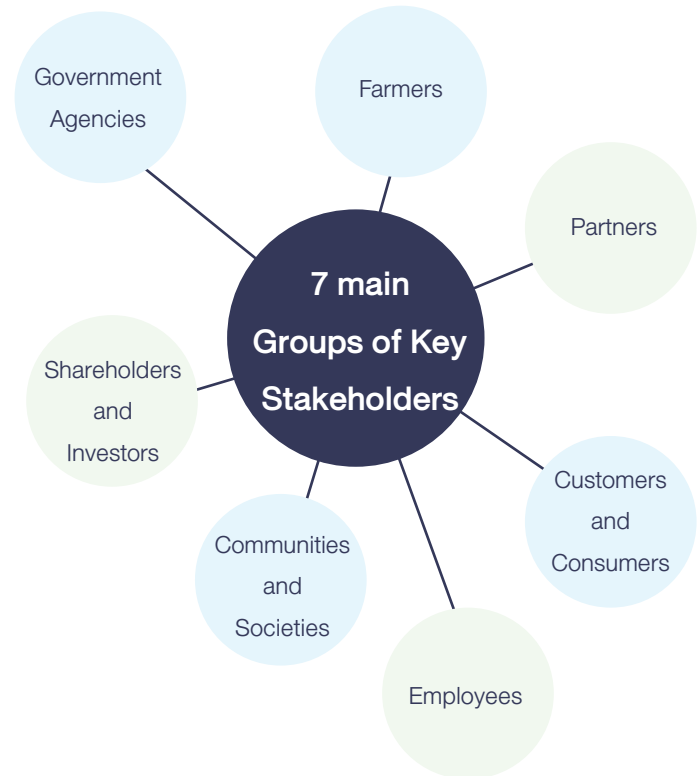 Government
Agencies
Farmers
Partners
7 main
Groups of Key
Stakeholders
Shareholders
and
Investors
Customers
and
Consumers
Communities
and
Societies
Employees